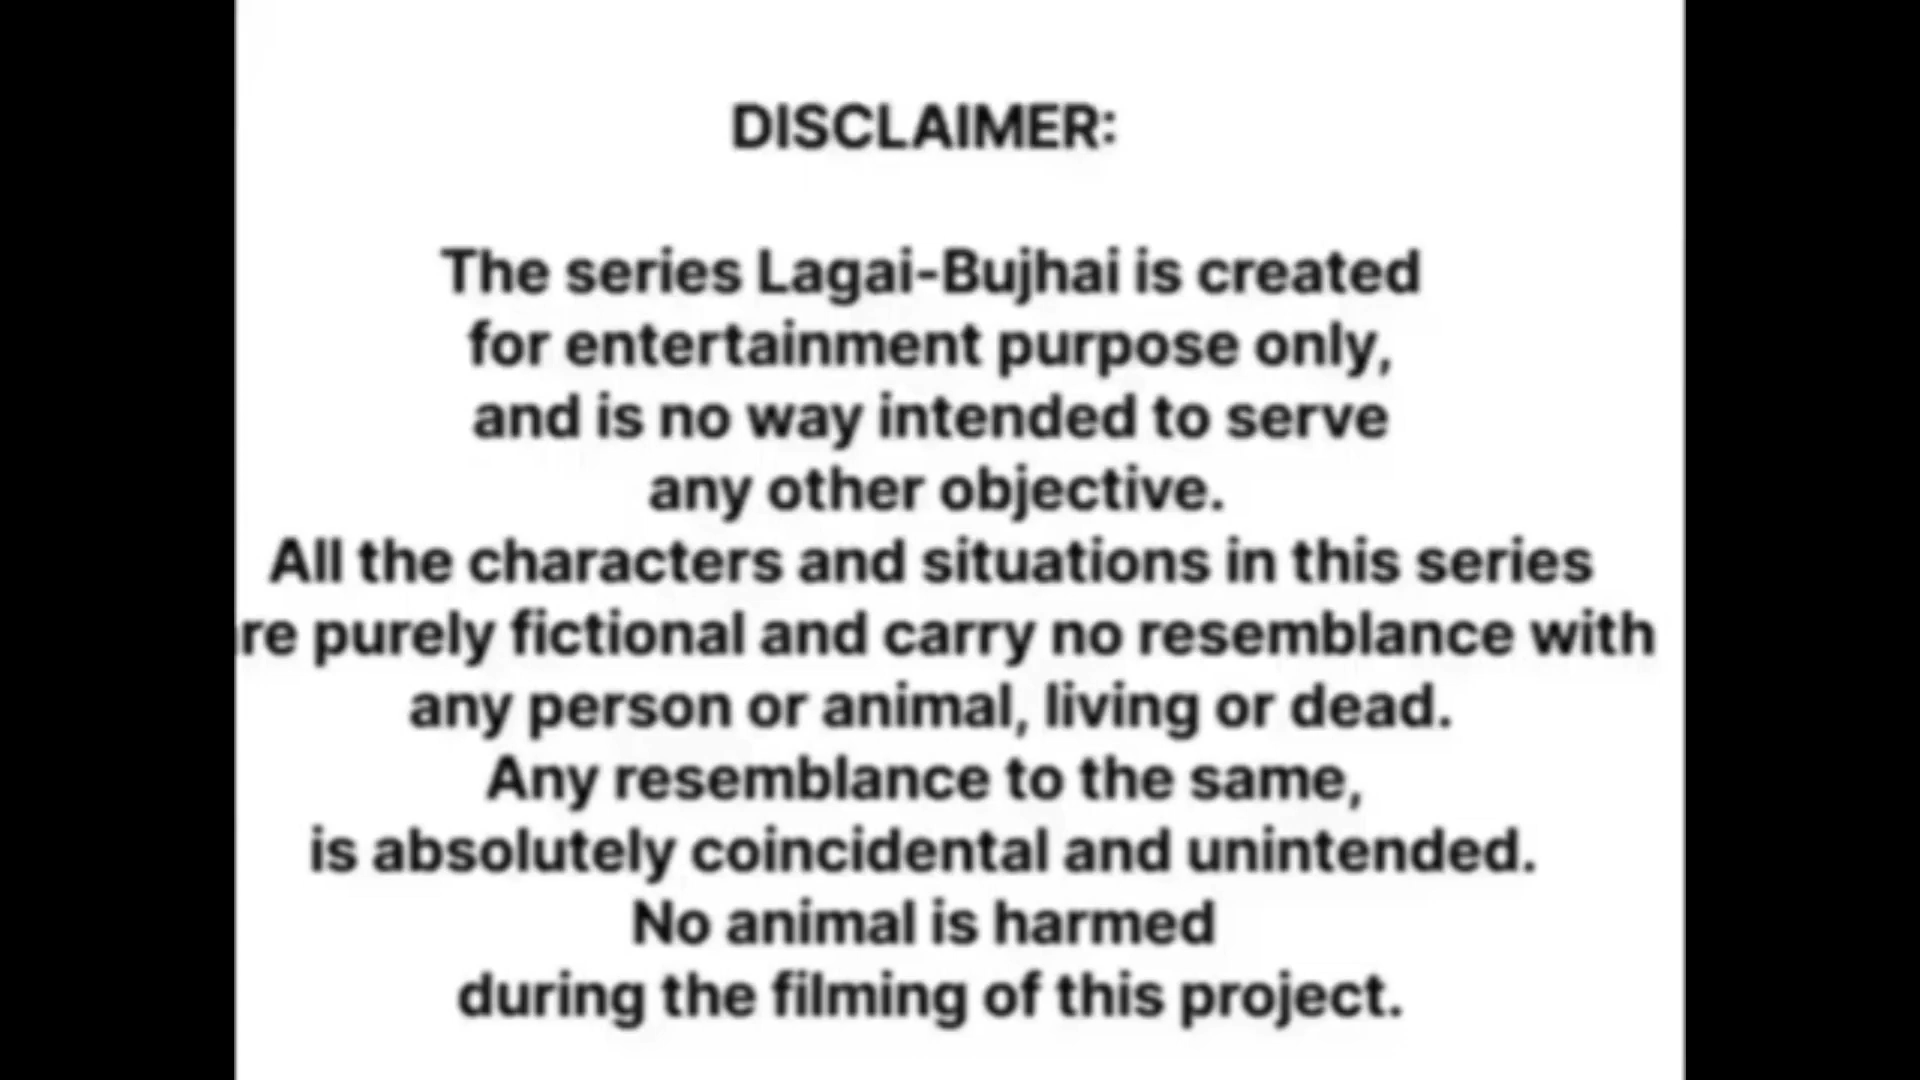 DISCLAIMER:
The series Lagai-Bujhai is created
for entertainment purpose only,
and is no way intended to serve
any other objective.
All the characters and situations in this series
re purely fictional and carry no resemblance with
any person or animal, living or dead.
Any resemblance to the same,
is absolutely coincidental and unintended.
No animal is harmed
during the filming of this project.